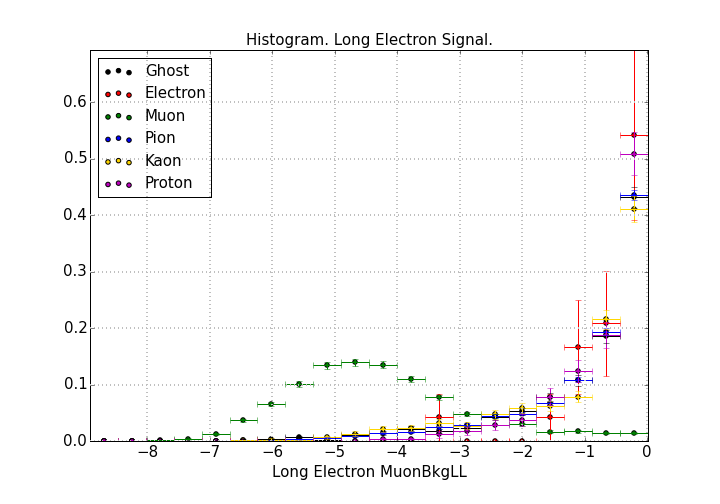 Histogram. Long Electron Signal.
Ghost
Electron
Muon
Pion
Kaon
Proton
0.6
0.5
0.4
0.3
0.2
0.1
0.0
−8 −7 −6 −5 −4 −3 −2 −1 0
Long Electron MuonBkgLL